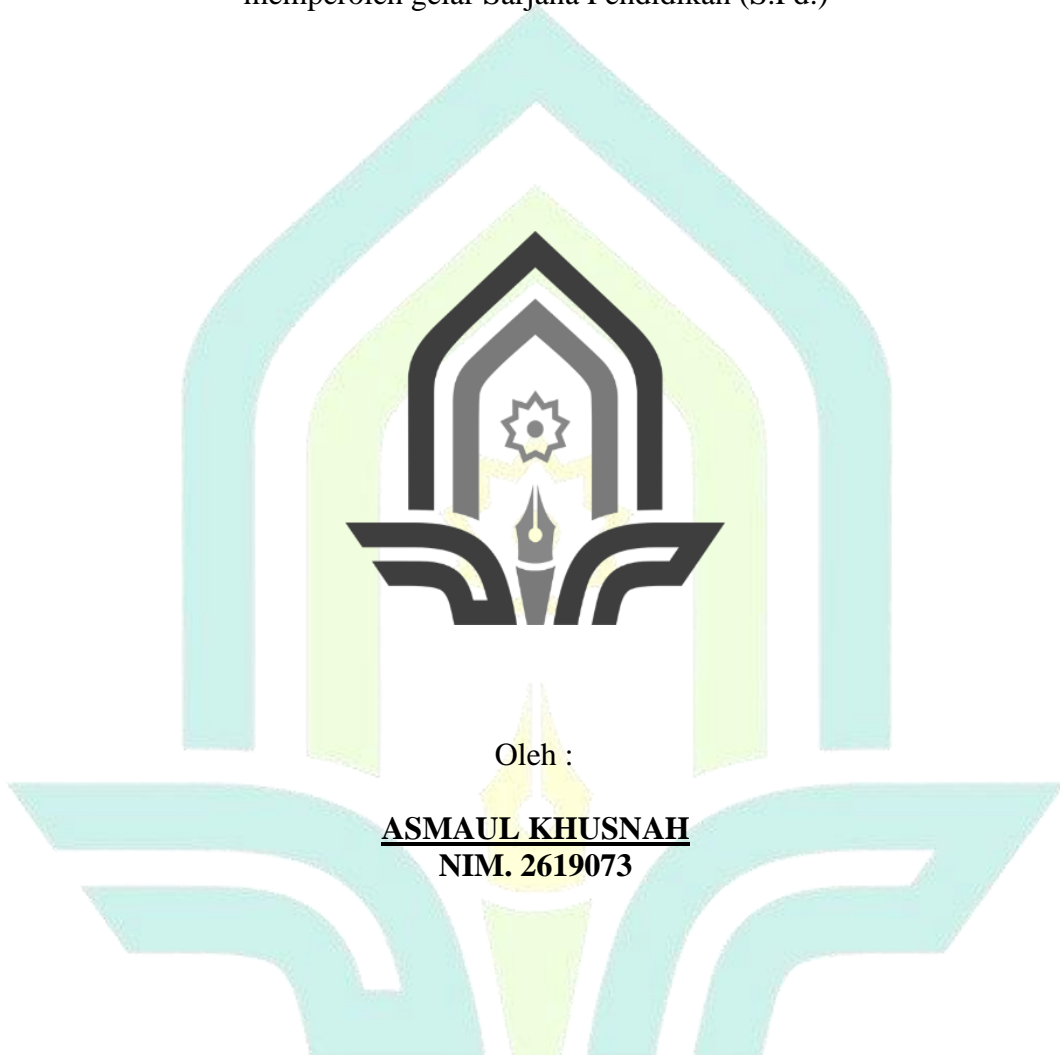 memperoleh gelar Sarjana Pendidikan (S.Pd.)
Oleh :
ASMAUL KHUSNAH
NIM. 2619073